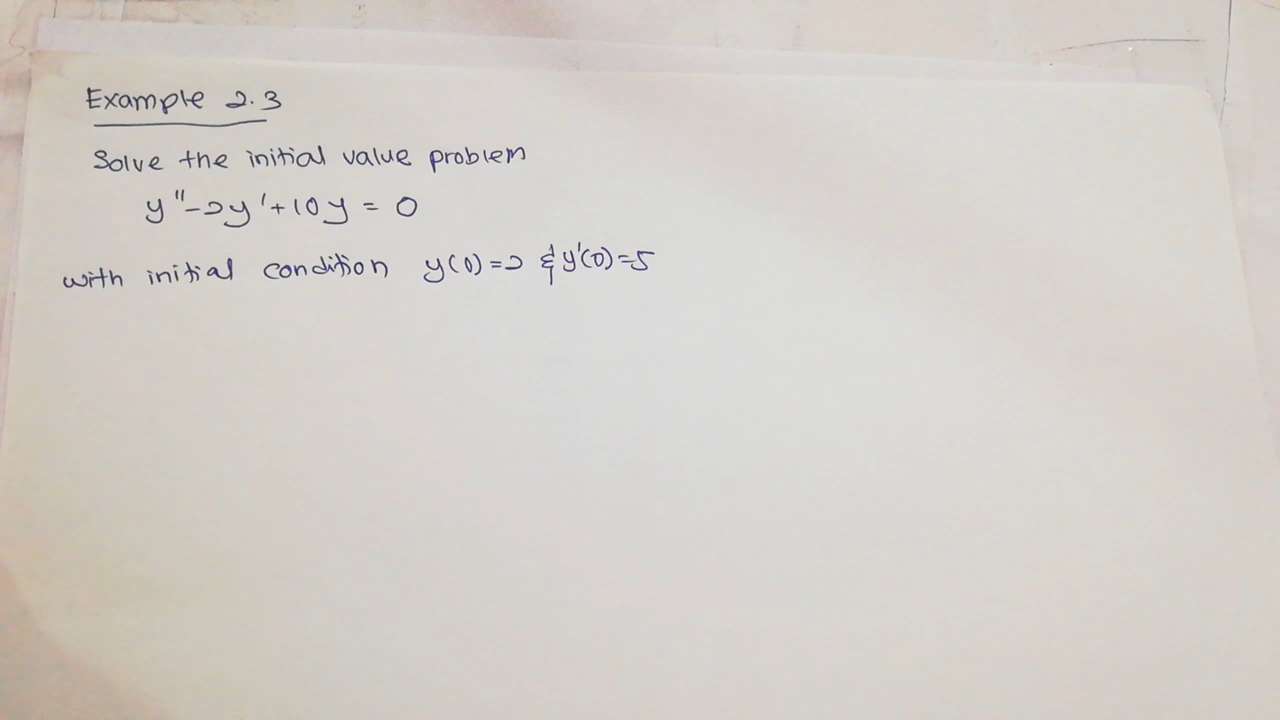 Example 2.3
Solve the initial value problem
y"-2y'+10y = 0
with initial condition y(0)=2 & y'(0)=5